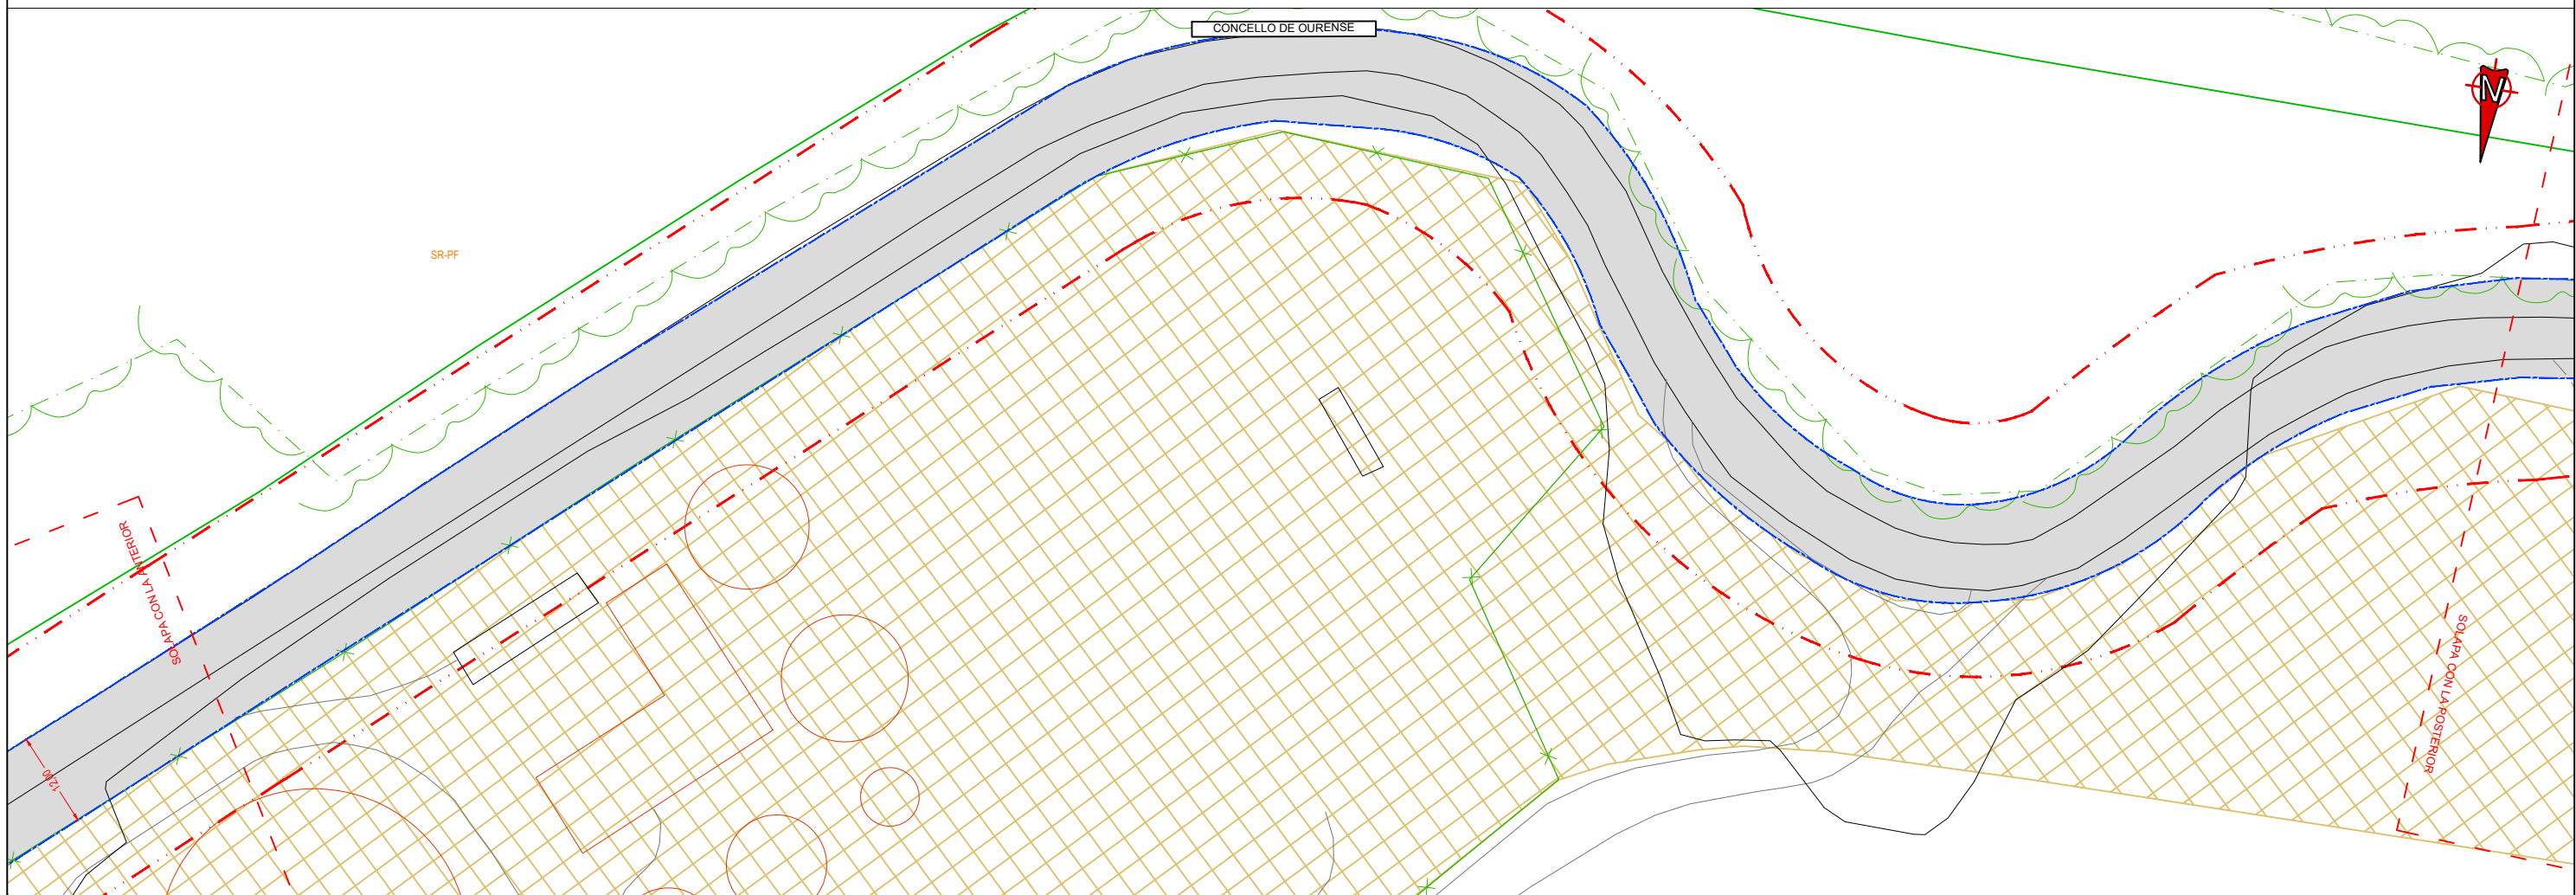 CONCELLO DE OURENSE
N
SR-PF
SOLAPA CON LA ANTERIOR
SOLAPA CON LA POSTERIOR
12,00